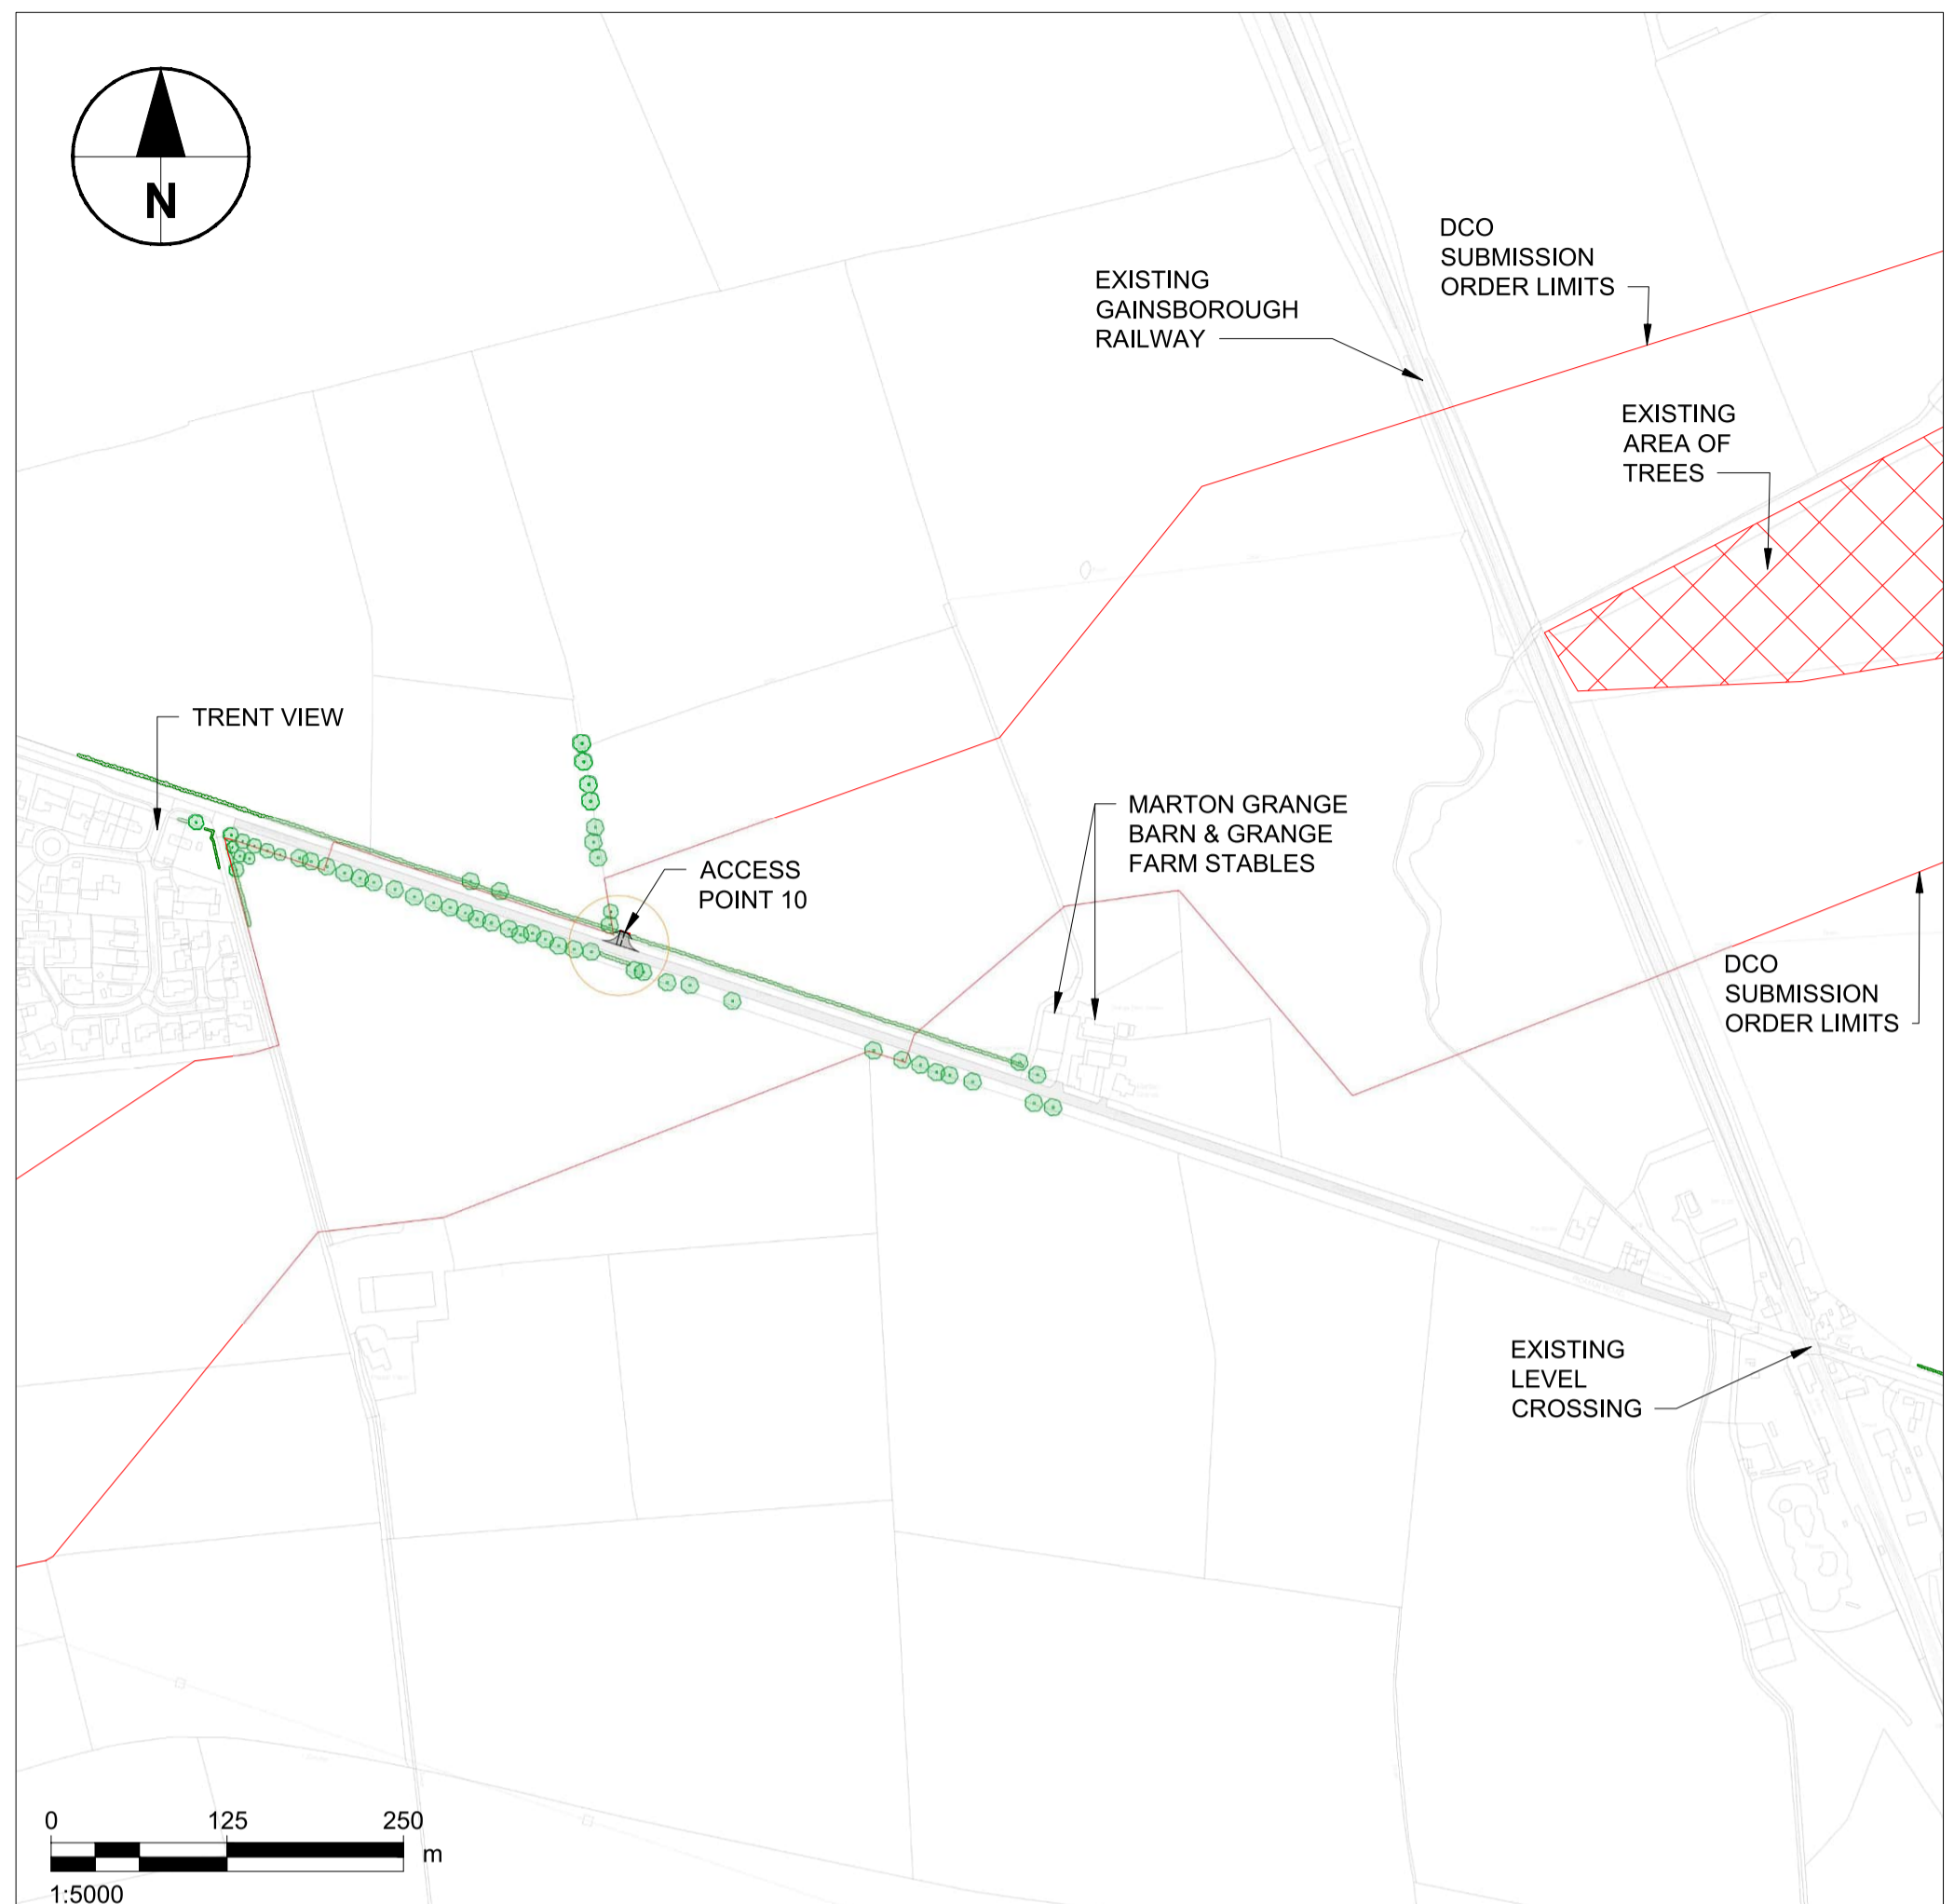 N
DCO
SUBMISSION
ORDER LIMITS
EXISTING
GAINSBOROUGH
RAILWAY
EXISTING
AREA OF
TREES
TRENT VIEW
MARTON GRANGE
BARN & GRANGE
FARM STABLES
ACCESS
POINT 10
DCO
SUBMISSION
ORDER LIMITS
EXISTING
LEVEL
CROSSING
0 125 250
m
1:5000